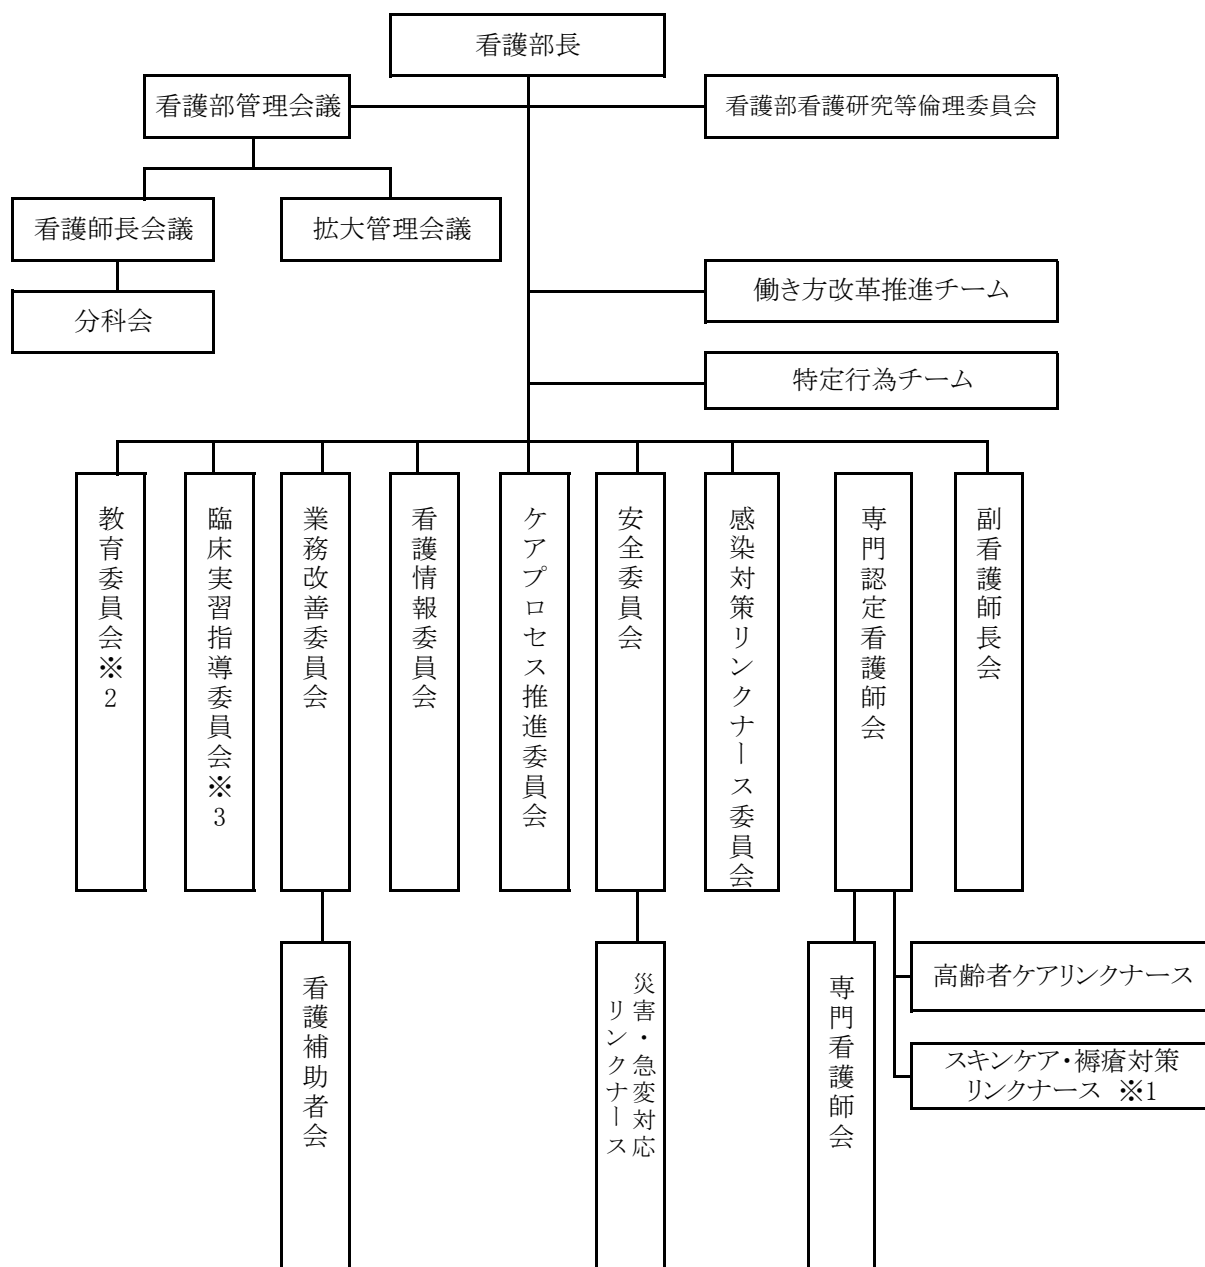 看護部長
看護部管理会議
看護部看護研究等倫理委員会
看護師長会議
拡大管理会議
働き方改革推進チーム
分科会
特定行為チーム
教育委員会※2
臨床実習指導委員会※3
業務改善委員会
看護情報委員会
ケアプロセス推進委員会
安全委員会
感染対策リンクナース委員会
専門認定看護師会
副看護師長会
看護補助者会
災害・急変対応
リンクナース
専門看護師会
高齢者ケアリンクナース
スキンケア・褥瘡対策
リンクナース ※1